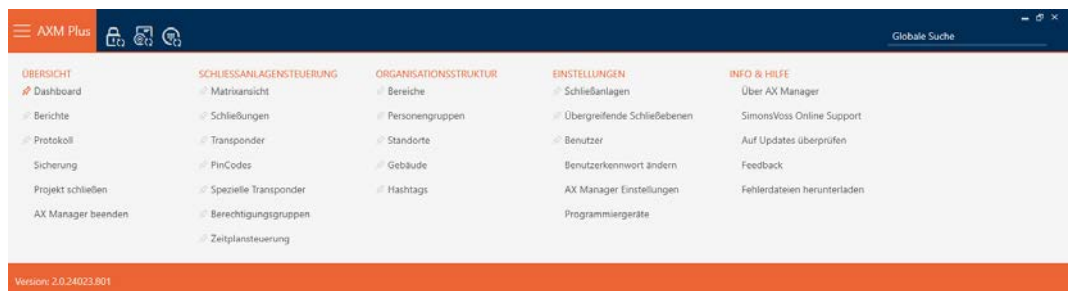 AXM Plus
Globale Suche
ÜBERSICHT
Dashboard
Berichte
Protokoll
Sicherung
Projekt schließen
AX Manager beenden
SCHLIESSANLAGENSTEUERUNG
Matrixansicht
Schließungen
Transponder
PinCodes
Spezielle Transponder
Berechtigungsgruppen
Zeitplansteuerung
ORGANISATIONSSTRUKTUR
Bereiche
Personengruppen
Standorte
Gebäude
Hashtags
EINSTELLUNGEN
Schließanlagen
Übergreifende Schließebenen
Benutzer
Benutzerkennwort ändern
AX Manager Einstellungen
Programmiergeräte
INFO & HILFE
Über AX Manager
SimonsVoss Online Support
Auf Updates überprüfen
Feedback
Fehlerdateien herunterladen
Version: 2.0.24023.801